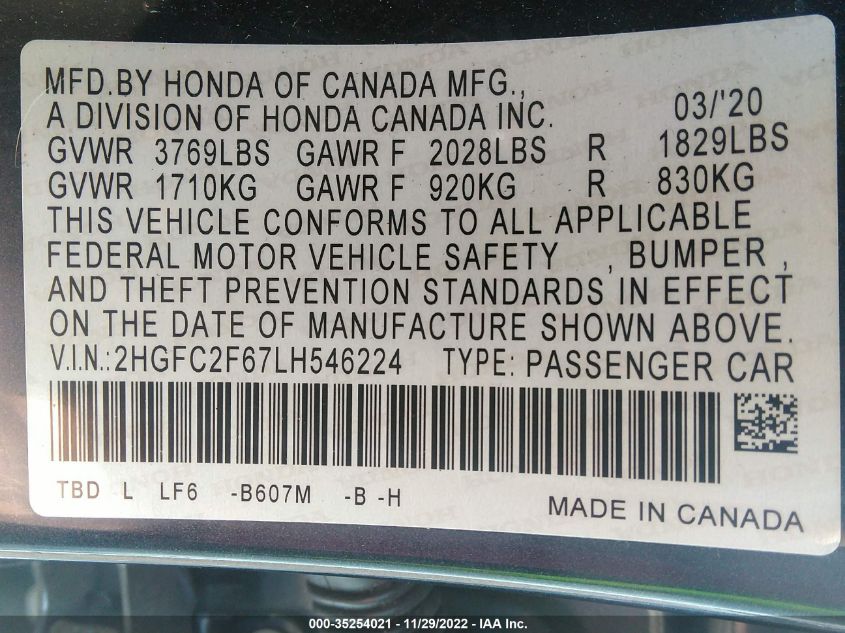 MFD.BY HONDA OF CANADA MFG.,
A DIVISION OF HONDA CANADA INC. 03/'20
GVWR 3769LBS GAWR F 2028LBS R 1829LBS
GVWR 1710KG GAWR F 920KG R 830KG
THIS VEHICLE CONFORMS TO ALL APPLICABLE
FEDERAL MOTOR VEHICLE SAFETY , BUMPER ,
AND THEFT PREVENTION STANDARDS IN EFFECT
ON THE DATE OF MANUFACTURE SHOWN ABOVE.
V.I.N.: 2HGFC2F67LH546224 TYPE: PASSENGER CAR
TBD L LF6 -B607M -B -H
MADE IN CANADA
000-35254021 - 11/29/2022 - IAA Inc.